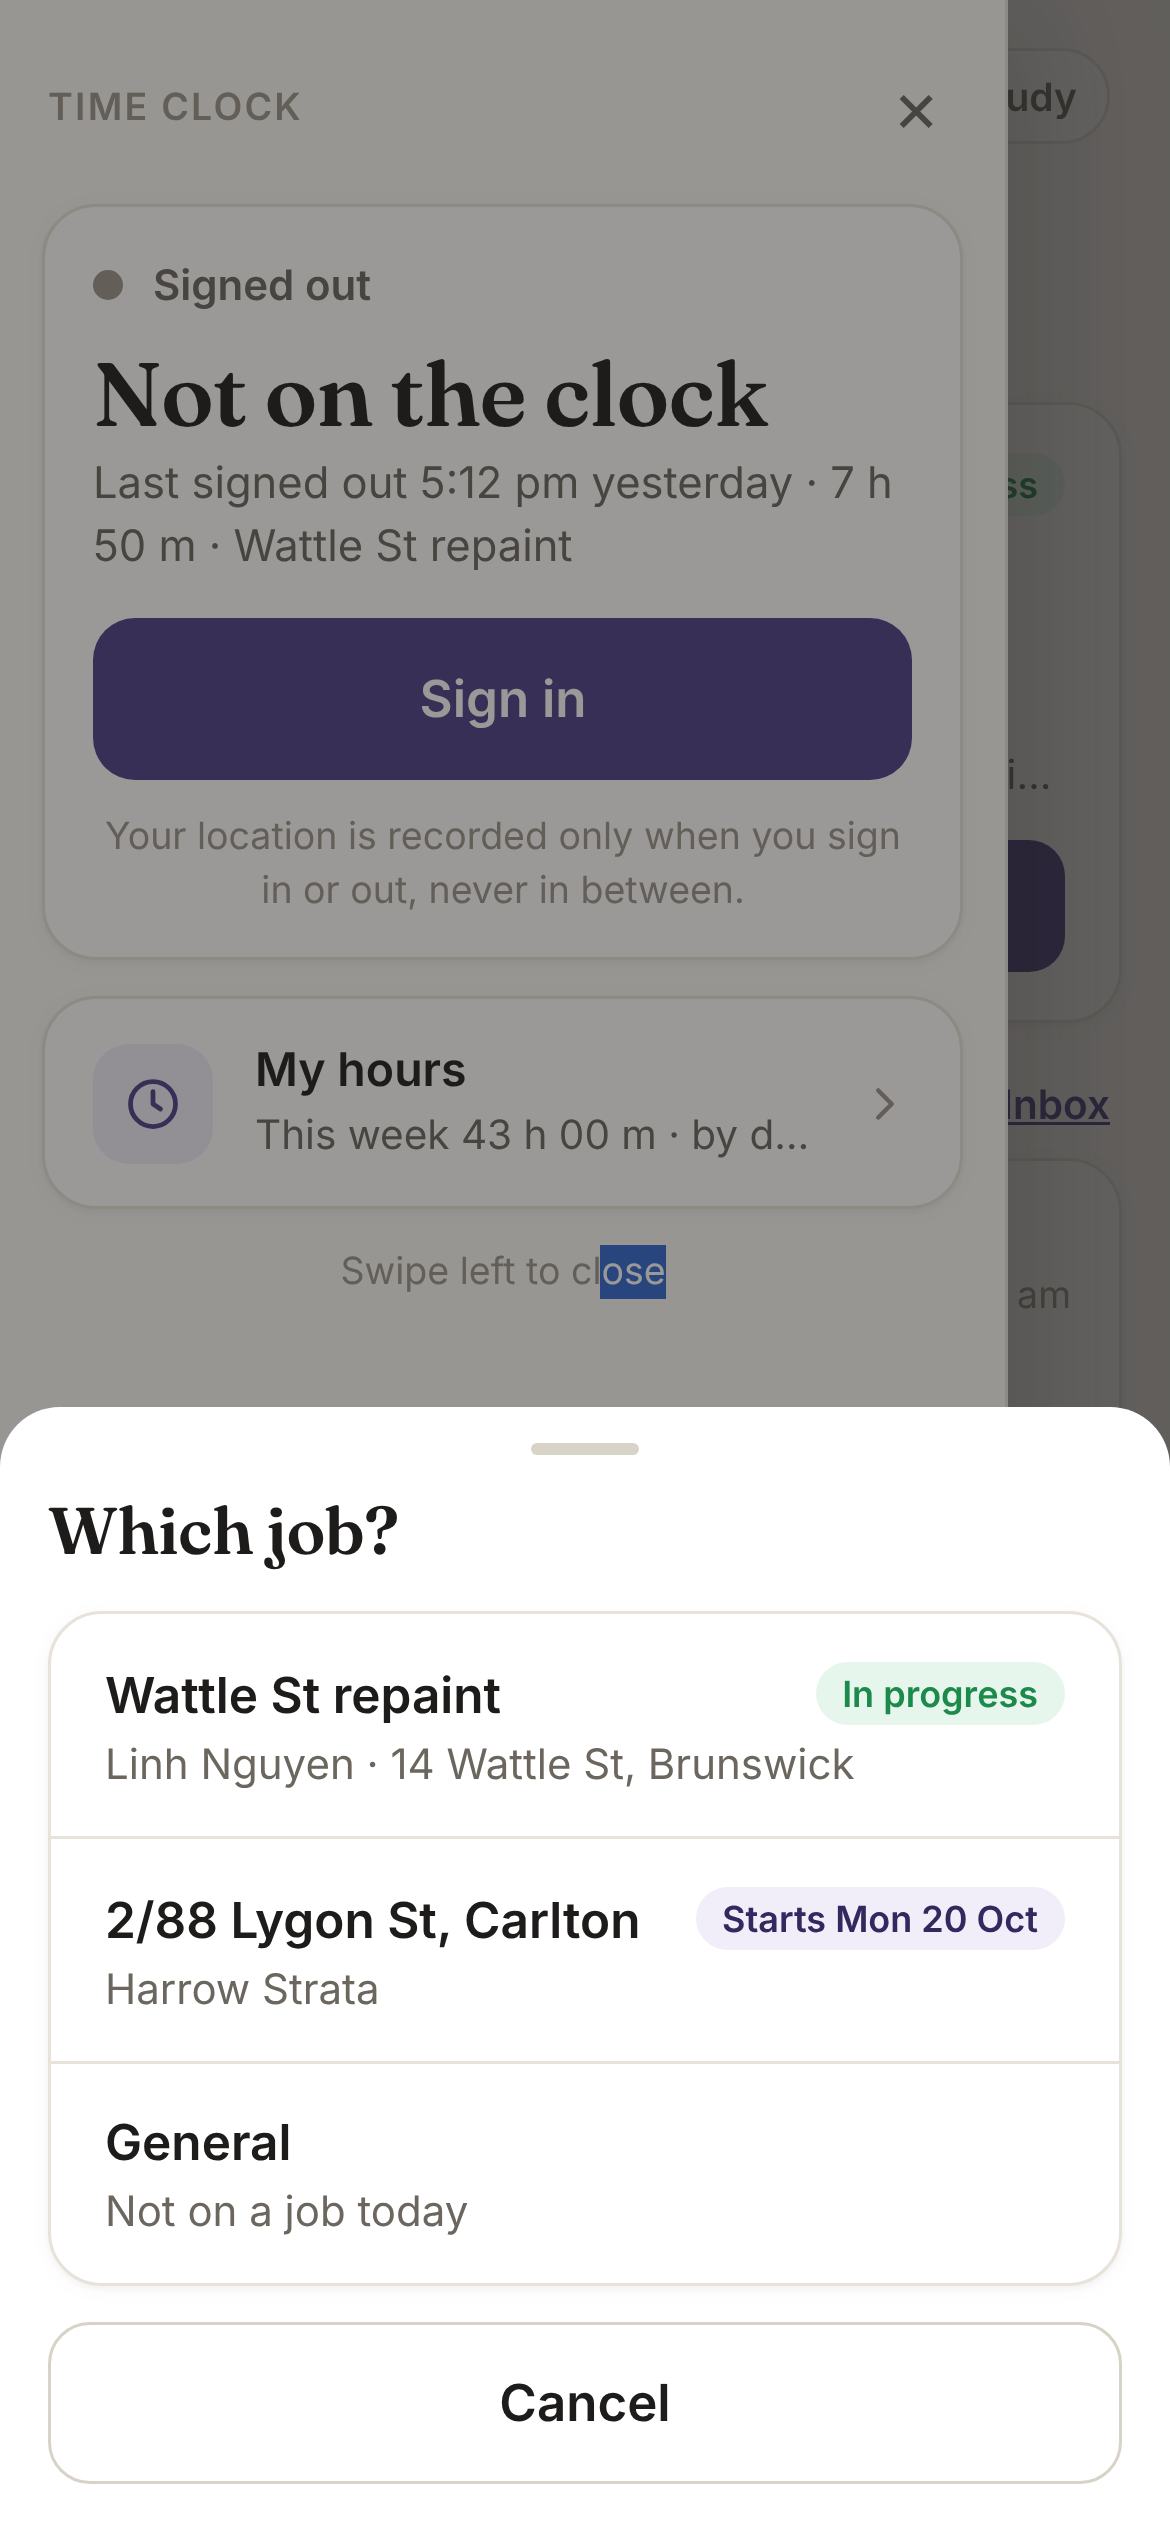 TIME CLOCK
udy
Signed out
Not on the clock
Last signed out 5:12 pm yesterday · 7 h
50 m · Wattle St repaint
ss
Sign in
i...
Your location is recorded only when you sign
in or out, never in between.
My hours
This week 43 h 00 m · by d...
Inbox
Swipe left to close
am
Which job?
Wattle St repaint
In progress
Linh Nguyen · 14 Wattle St, Brunswick
2/88 Lygon St, Carlton
Starts Mon 20 Oct
Harrow Strata
General
Not on a job today
Cancel